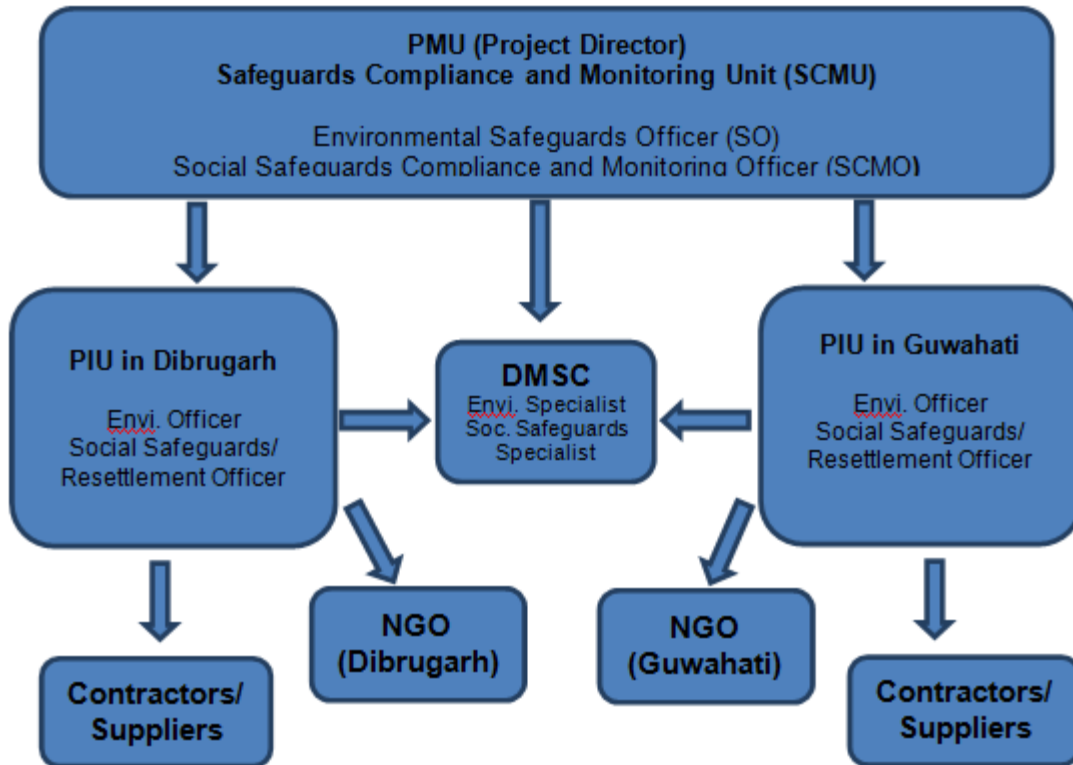 PMU (Project Director)
Safeguards Compliance and Monitoring Unit (SCMU)
Environmental Safeguards Officer (SO)
Social Safeguards Compliance and Monitoring Officer (SCMO)
PIU in Dibrugarh
Envi. Officer
Social Safeguards/
Resettlement Officer
DMSC
Envi. Specialist
Soc. Safeguards
Specialist
PIU in Guwahati
Envi. Officer
Social Safeguards/
Resettlement Officer
NGO
(Dibrugarh)
NGO
(Guwahati)
Contractors/
Suppliers
Contractors/
Suppliers